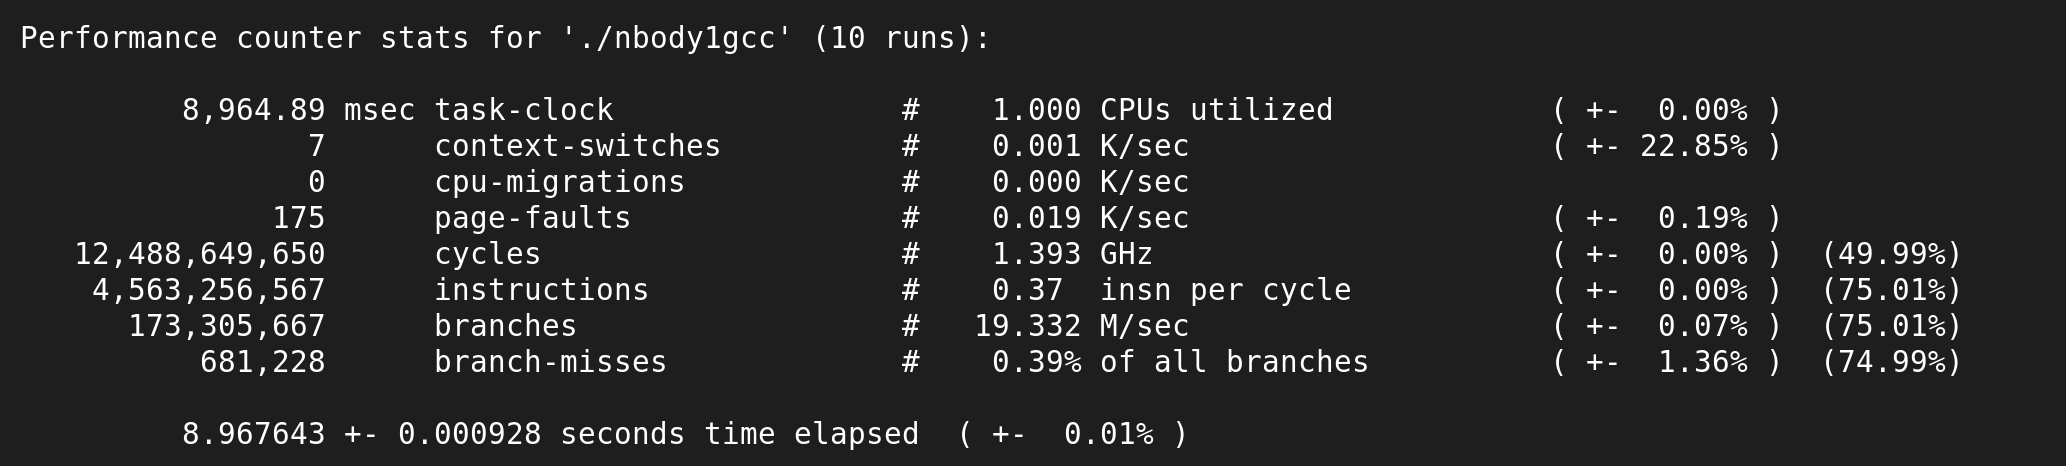 Performance counter stats for './nbody1gcc' (10 runs):

          8,964.89 msec task-clock                #    1.000 CPUs utilized            ( +-  0.00% )
                 7      context-switches          #    0.001 K/sec                    ( +- 22.85% )
                 0      cpu-migrations            #    0.000 K/sec
               175      page-faults               #    0.019 K/sec                    ( +-  0.19% )
    12,488,649,650      cycles                    #    1.393 GHz                      ( +-  0.00% )  (49.99%)
     4,563,256,567      instructions              #    0.37  insn per cycle           ( +-  0.00% )  (75.01%)
       173,305,667      branches                  #   19.332 M/sec                    ( +-  0.07% )  (75.01%)
           681,228      branch-misses             #    0.39% of all branches          ( +-  1.36% )  (74.99%)

          8.967643 +- 0.000928 seconds time elapsed  ( +-  0.01% )